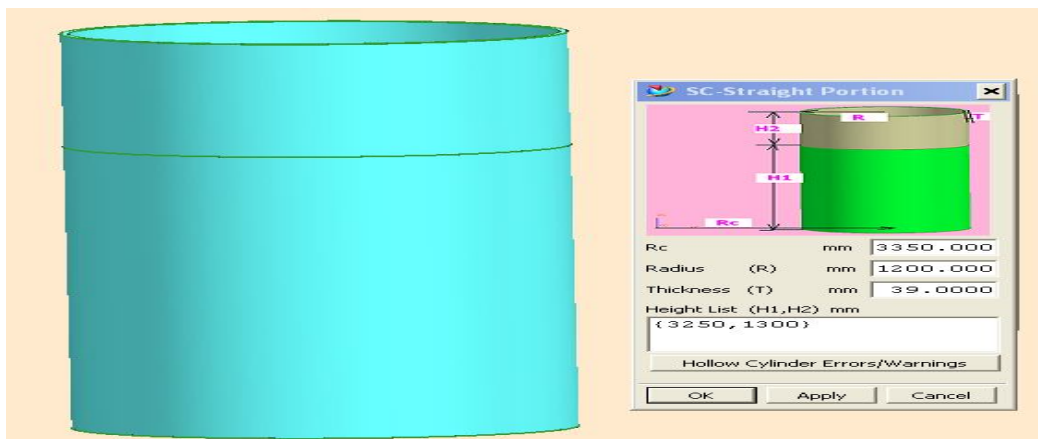 SC-Straight Portion
R
T
H2
H1
Rc
Rc mm 3350.000
Radius (R) mm 1200.000
Thickness (T) mm 39.0000
Height List (H1,H2) mm
{3250,1300}
Hollow Cylinder Errors/Warnings
OK Apply Cancel